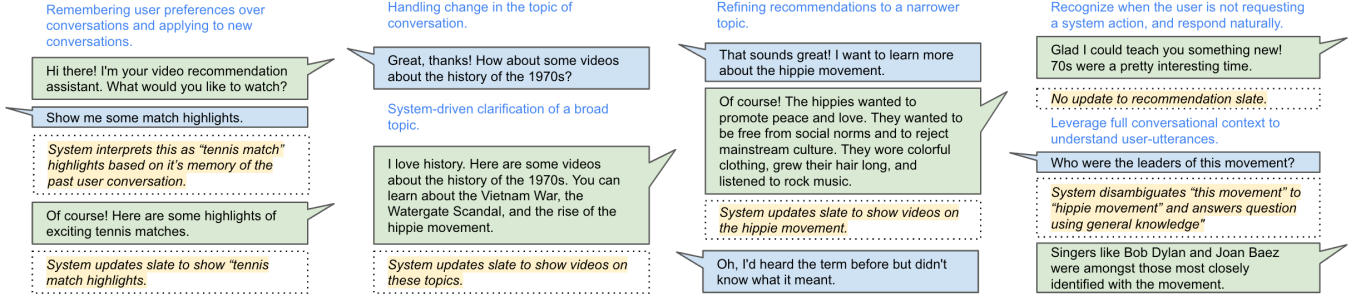 Remembering user preferences over
conversations and applying to new
conversations.
Hi there! I'm your video recommendation
assistant. What would you like to watch?
Show me some match highlights.
System interprets this as “tennis match”
highlights based on it’s memory of the
past user conversation.
Of course! Here are some highlights of
exciting tennis matches.
System updates slate to show “tennis
match highlights.
Handling change in the topic of
conversation.
Great, thanks! How about some videos
about the history of the 1970s?
System-driven clarification of a broad
topic.
I love history. Here are some videos
about the history of the 1970s. You can
learn about the Vietnam War, the
Watergate Scandal, and the rise of the
hippie movement.
System updates slate to show videos on
these topics.
Refining recommendations to a narrower
topic.
That sounds great! I want to learn more
about the hippie movement.
Of course! The hippies wanted to
promote peace and love. They wanted to
be free from social norms and to reject
mainstream culture. They wore colorful
clothing, grew their hair long, and
listened to rock music.
System updates slate to show videos on
the hippie movement.
Oh, I'd heard the term before but didn't
know what it meant.
Recognize when the user is not requesting
a system action, and respond naturally.
Glad I could teach you something new!
70s were a pretty interesting time.
No update to recommendation slate.
Leverage full conversational context to
understand user-utterances.
Who were the leaders of this movement?
System disambiguates “this movement” to
“hippie movement” and answers question
using general knowledge"
Singers like Bob Dylan and Joan Baez
were amongst those most closely
identified with the movement.